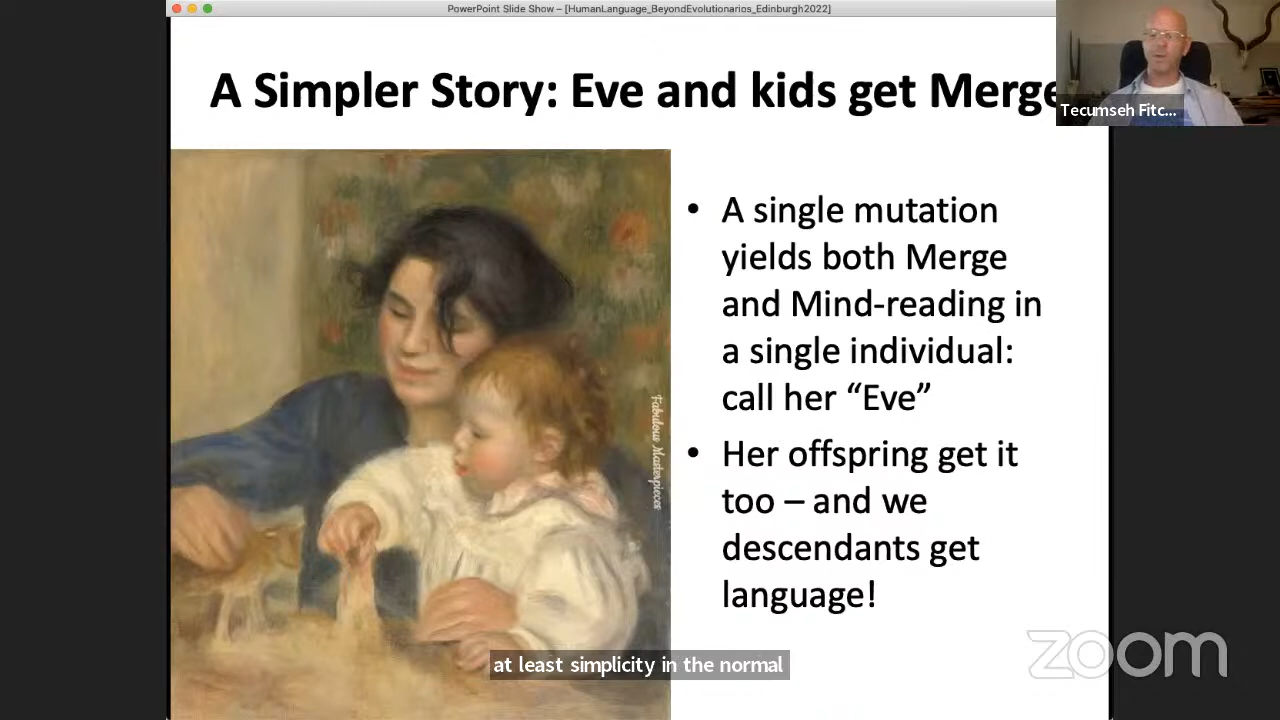 PowerPoint Slide Show – [HumanLanguage_BeyondEvolutionarios_Edinburgh2022]
A Simpler Story: Eve and kids get Merge
Tecumseh Fitc...
• A single mutation
yields both Merge
and Mind-reading in
a single individual:
call her “Eve”
• Her offspring get it
too – and we
descendants get
language!
Fabulous Masterpieces
at least simplicity in the normal
zoom